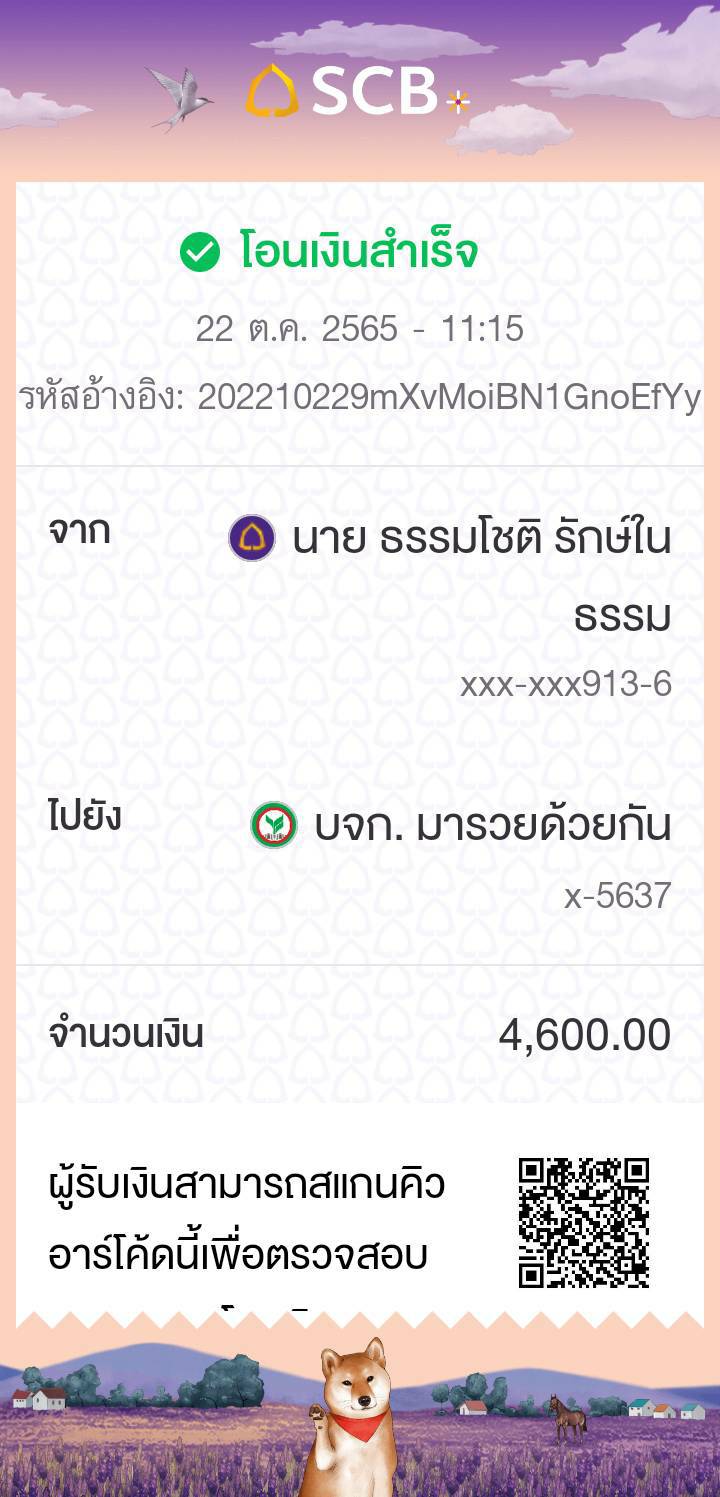 SCB
โอนเงินสำเร็จ
22 ต.ค. 2565 - 11:15
รหัสอ้างอิง: 202210229mXvMoiBN1GnoEfYy
จาก
นาย ธรรมโชติ รักษ์ใน
ธรรม
xxx-xxx913-6
ไปยัง
บจก. มารวยด้วยกัน
x-5637
จำนวนเงิน 4,600.00
ผู้รับเงินสามารถสแกนคิว
อาร์โค้ดนี้เพื่อตรวจสอบ